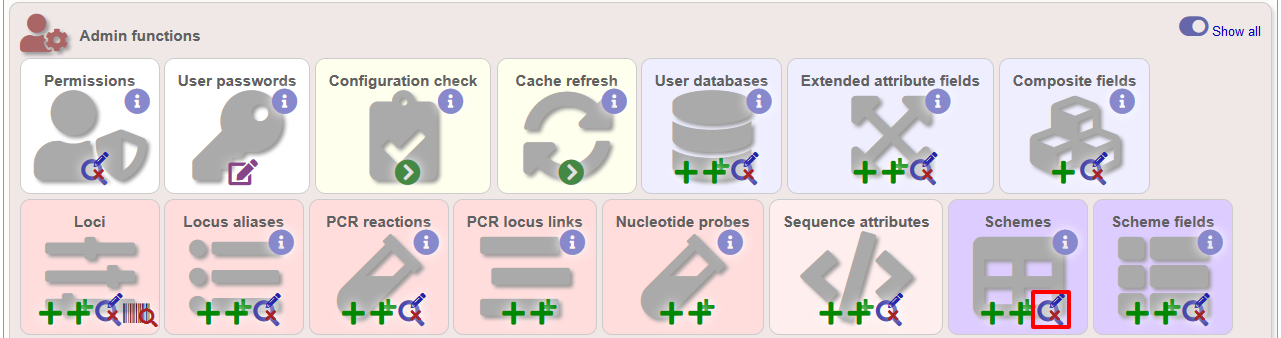 Admin functions
Show all
Permissions
User passwords
Configuration check
Cache refresh
User databases
Extended attribute fields
Composite fields
Loci
Locus aliases
PCR reactions
PCR locus links
Nucleotide probes
Sequence attributes
Schemes
Scheme fields